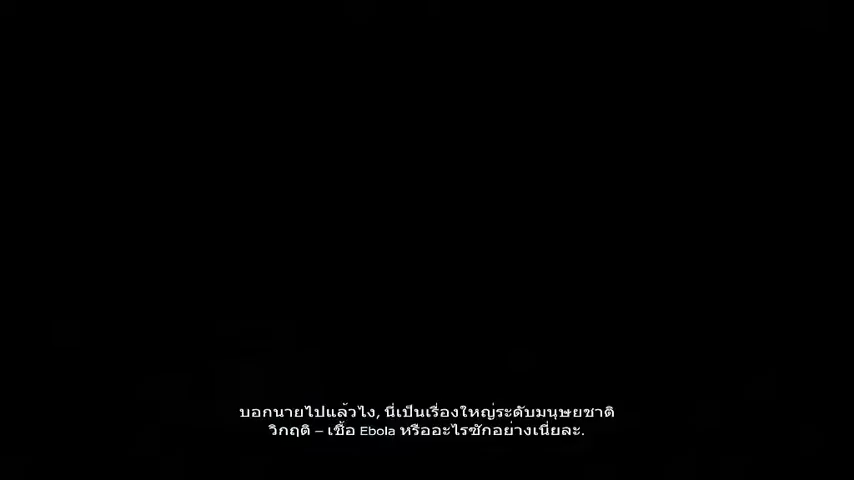 บอกนายไปแล้วไง, นี่เป็นเรื่องใหญ่ระดับมนุษยชาติ
วิกฤติ – เชื้อ Ebola หรืออะไรซักอย่างเนี่ยละ.